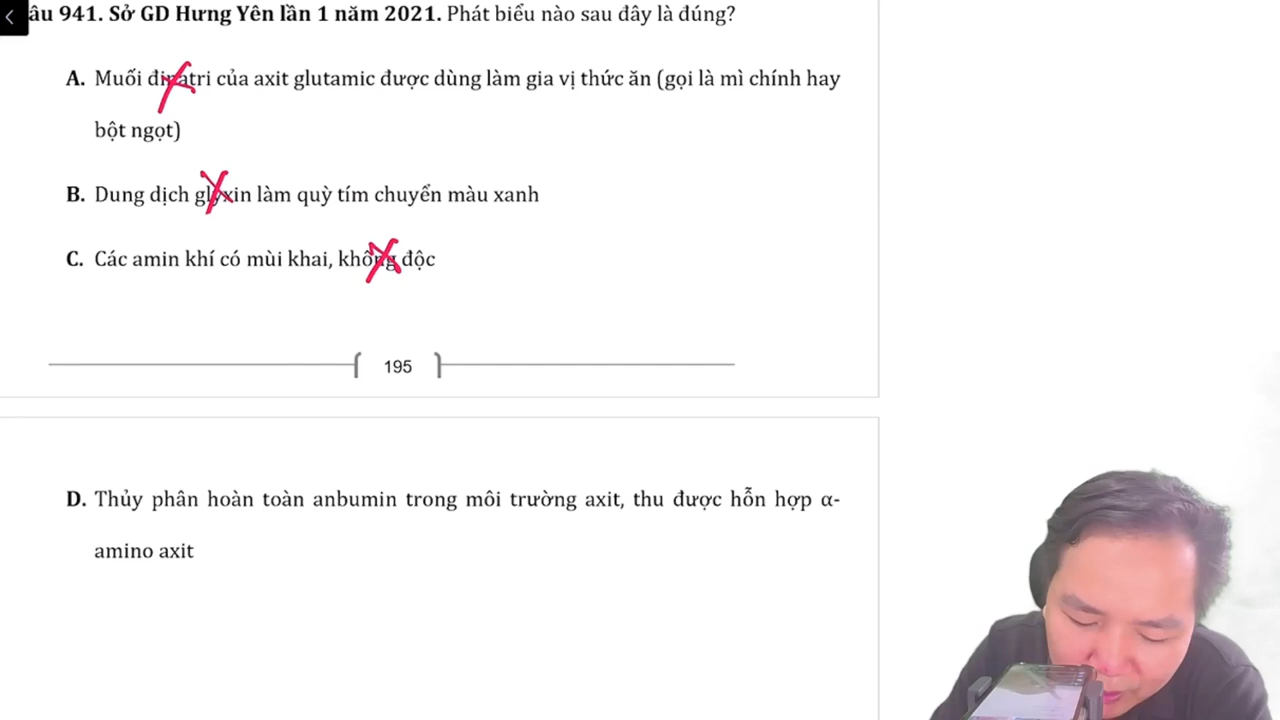 âu 941. Sở GD Hưng Yên lần 1 năm 2021. Phát biểu nào sau đây là đúng?
A. Muối đinatri của axit glutamic được dùng làm gia vị thức ăn (gọi là mì chính hay
bột ngọt)
B. Dung dịch glyxin làm quỳ tím chuyển màu xanh
C. Các amin khí có mùi khai, không độc
195
D. Thủy phân hoàn toàn anbumin trong môi trường axit, thu được hỗn hợp α-
amino axit